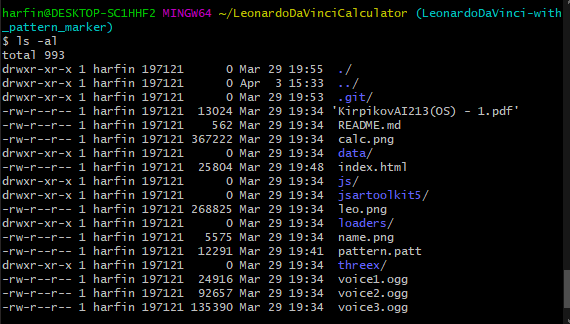 harfin@DESKTOP-SC1HHF2 MINGW64 ~/LeonardoDaVinciCalculator (LeonardoDaVinci-with
_pattern_marker)
$ ls -al
total 993
drwxr-xr-x 1 harfin 197121      0 Mar 29 19:55  ./
drwxr-xr-x 1 harfin 197121      0 Apr  3 15:33  ../
drwxr-xr-x 1 harfin 197121      0 Mar 29 19:53  .git/
-rw-r--r-- 1 harfin 197121  13024 Mar 29 19:34 'KirpikovAI213(OS) - 1.pdf'
-rw-r--r-- 1 harfin 197121    562 Mar 29 19:34  README.md
-rw-r--r-- 1 harfin 197121 367222 Mar 29 19:34  calc.png
drwxr-xr-x 1 harfin 197121      0 Mar 29 19:34  data/
-rw-r--r-- 1 harfin 197121  25804 Mar 29 19:48  index.html
drwxr-xr-x 1 harfin 197121      0 Mar 29 19:34  js/
drwxr-xr-x 1 harfin 197121      0 Mar 29 19:34  jsartoolkit5/
-rw-r--r-- 1 harfin 197121 268825 Mar 29 19:34  leo.png
drwxr-xr-x 1 harfin 197121      0 Mar 29 19:34  loaders/
-rw-r--r-- 1 harfin 197121   5575 Mar 29 19:34  name.png
-rw-r--r-- 1 harfin 197121  12291 Mar 29 19:41  pattern.patt
drwxr-xr-x 1 harfin 197121      0 Mar 29 19:34  threex/
-rw-r--r-- 1 harfin 197121  24916 Mar 29 19:34  voice1.ogg
-rw-r--r-- 1 harfin 197121  92657 Mar 29 19:34  voice2.ogg
-rw-r--r-- 1 harfin 197121 135390 Mar 29 19:34  voice3.ogg